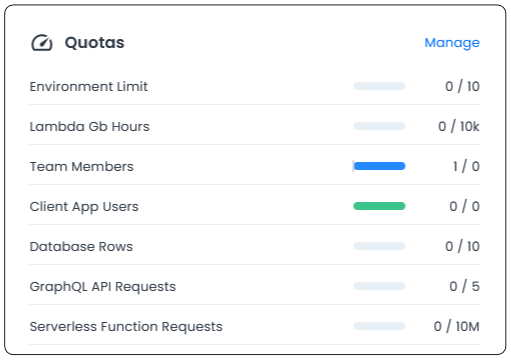 Quotas
Manage
Environment Limit 0 / 10
Lambda Gb Hours 0 / 10k
Team Members 1 / 0
Client App Users 0 / 0
Database Rows 0 / 10
GraphQL API Requests 0 / 5
Serverless Function Requests 0 / 10M